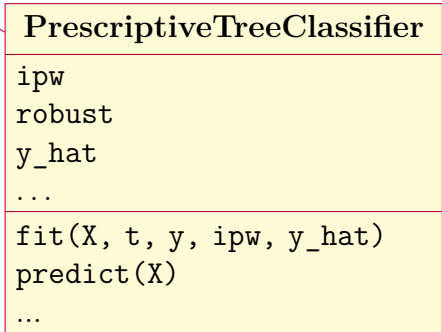 PrescriptiveTreeClassifier
ipw
robust
y_hat
...
fit(X, t, y, ipw, y_hat)
predict(X)
...